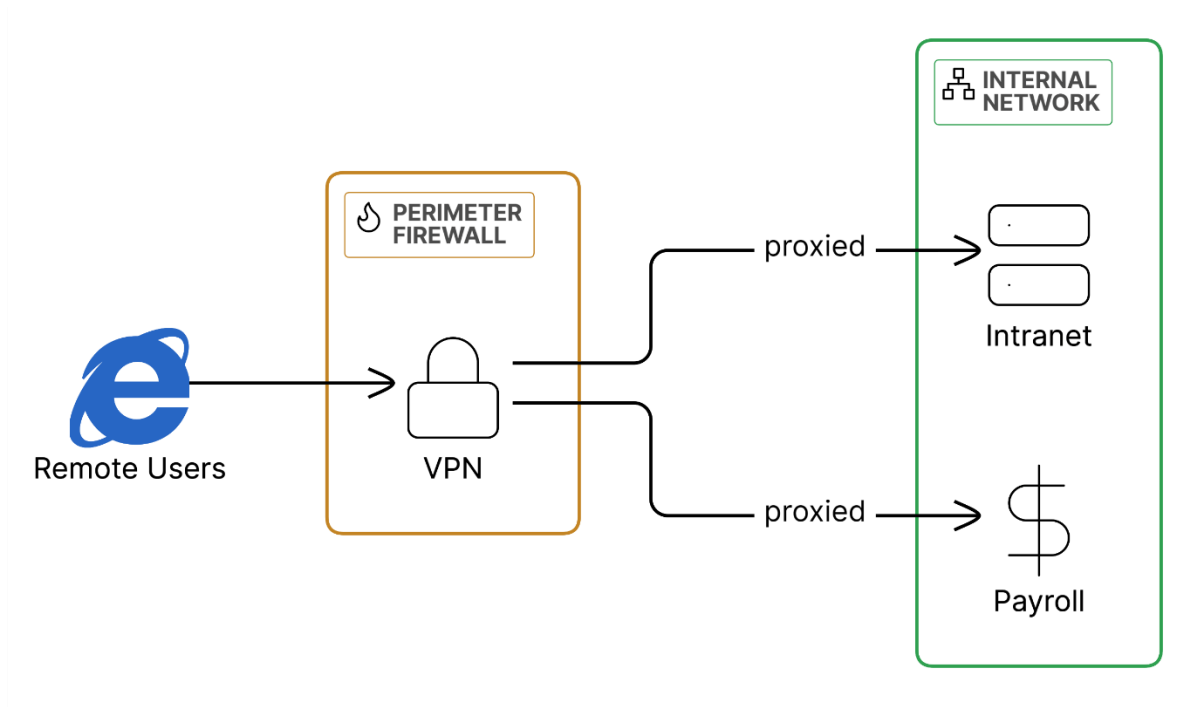 INTERNAL
NETWORK
PERIMETER
FIREWALL
proxied
Intranet
Remote Users
VPN
proxied
Payroll